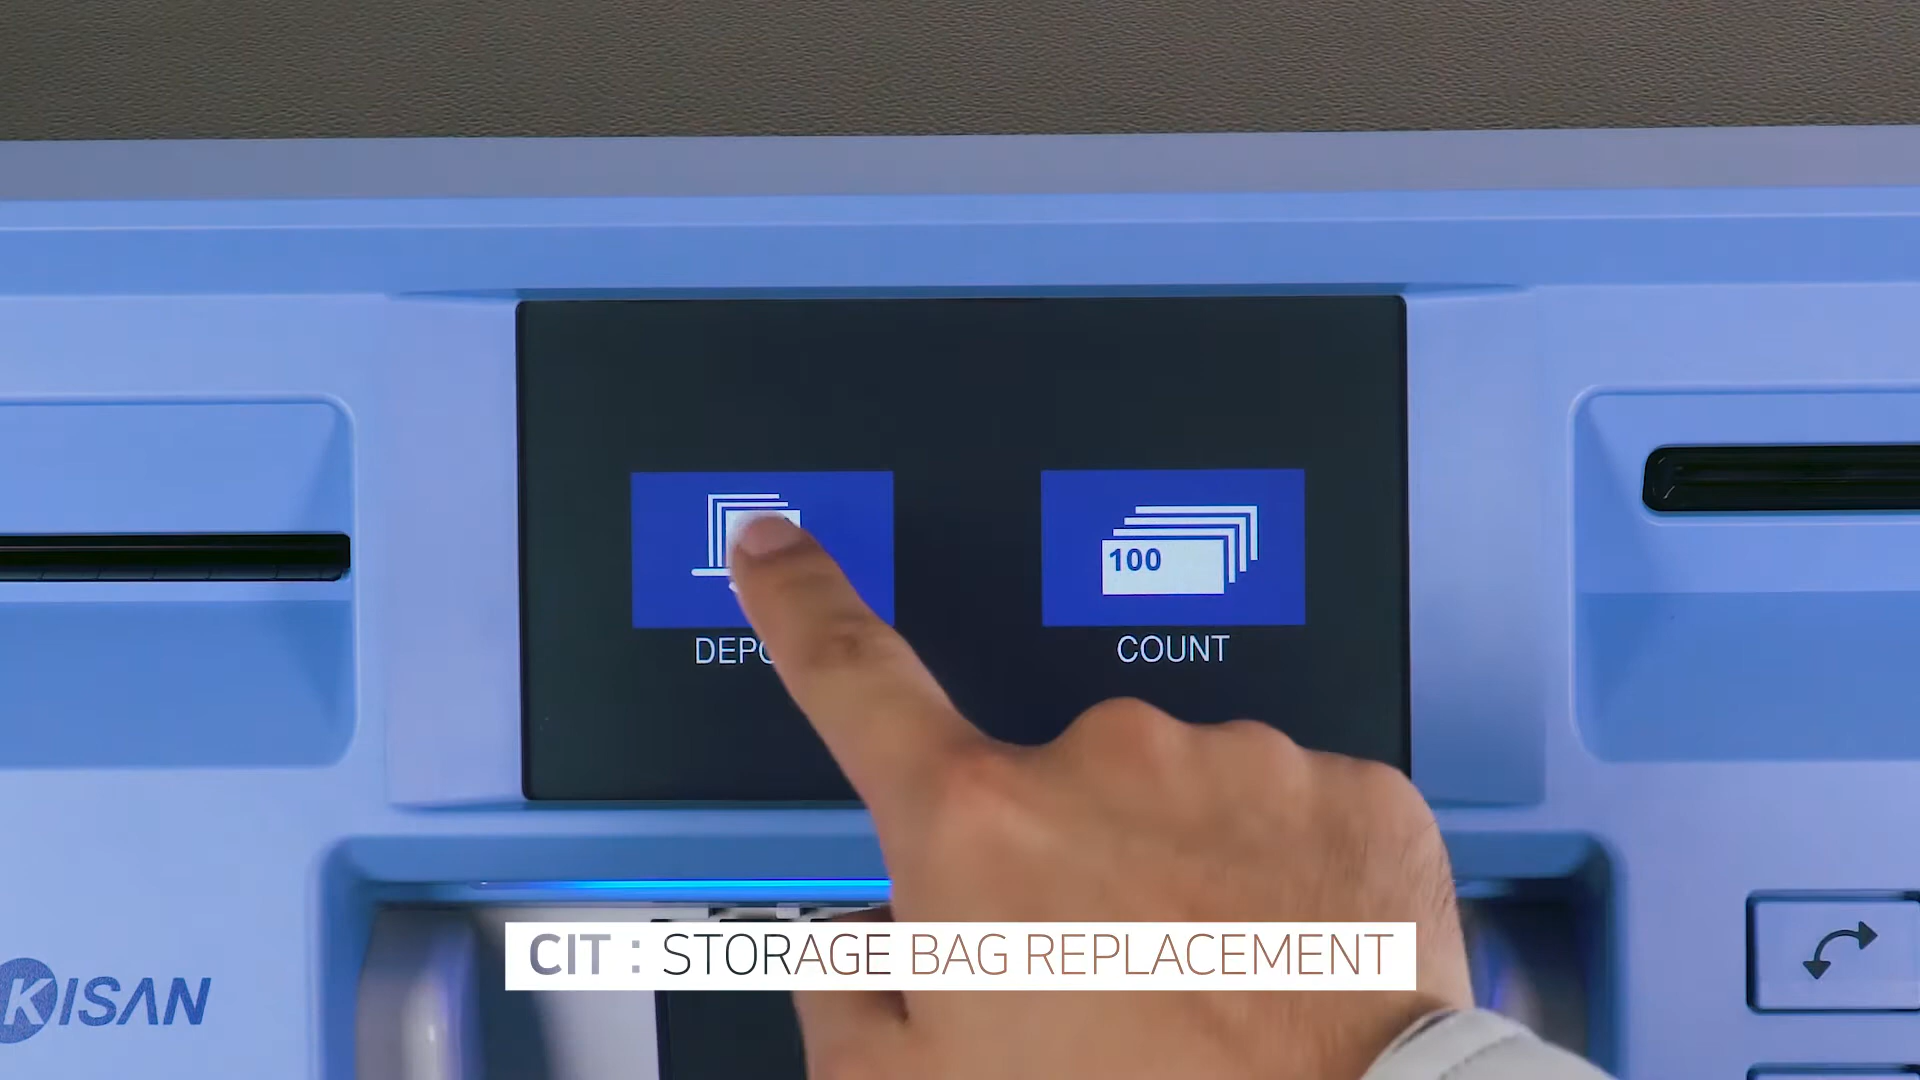 100
DEPO
COUNT
KISAN
CIT : STORAGE BAG REPLACEMENT